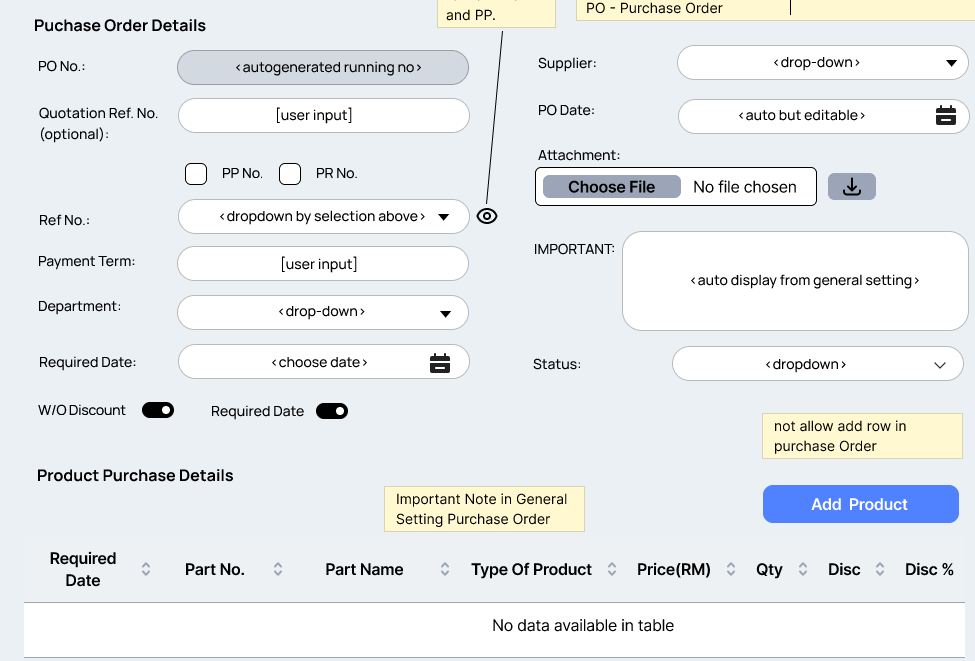 and PP.
PO - Purchase Order
Puchase Order Details
PO No.:
<autogenerated running no>
Supplier:
<drop-down>
Quotation Ref. No.
(optional):
[user input]
PO Date:
<auto but editable>
PP No.
PR No.
Attachment:
Choose File
No file chosen
Ref No.:
<dropdown by selection above>
Payment Term:
[user input]
IMPORTANT:
<auto display from general setting>
Department:
<drop-down>
Required Date:
<choose date>
Status:
<dropdown>
W/O Discount
Required Date
not allow add row in
purchase Order
Product Purchase Details
Important Note in General
Setting Purchase Order
Add Product
Required
Date
Part No.
Part Name
Type Of Product
Price(RM)
Qty
Disc
Disc %
No data available in table